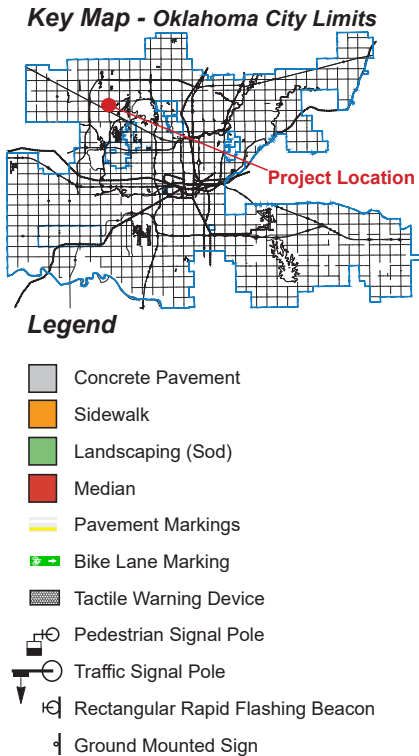 Key Map - Oklahoma City Limits
Project Location
Legend
Concrete Pavement
Sidewalk
Landscaping (Sod)
Median
Pavement Markings
Bike Lane Marking
Tactile Warning Device
Pedestrian Signal Pole
Traffic Signal Pole
Rectangular Rapid Flashing Beacon
Ground Mounted Sign